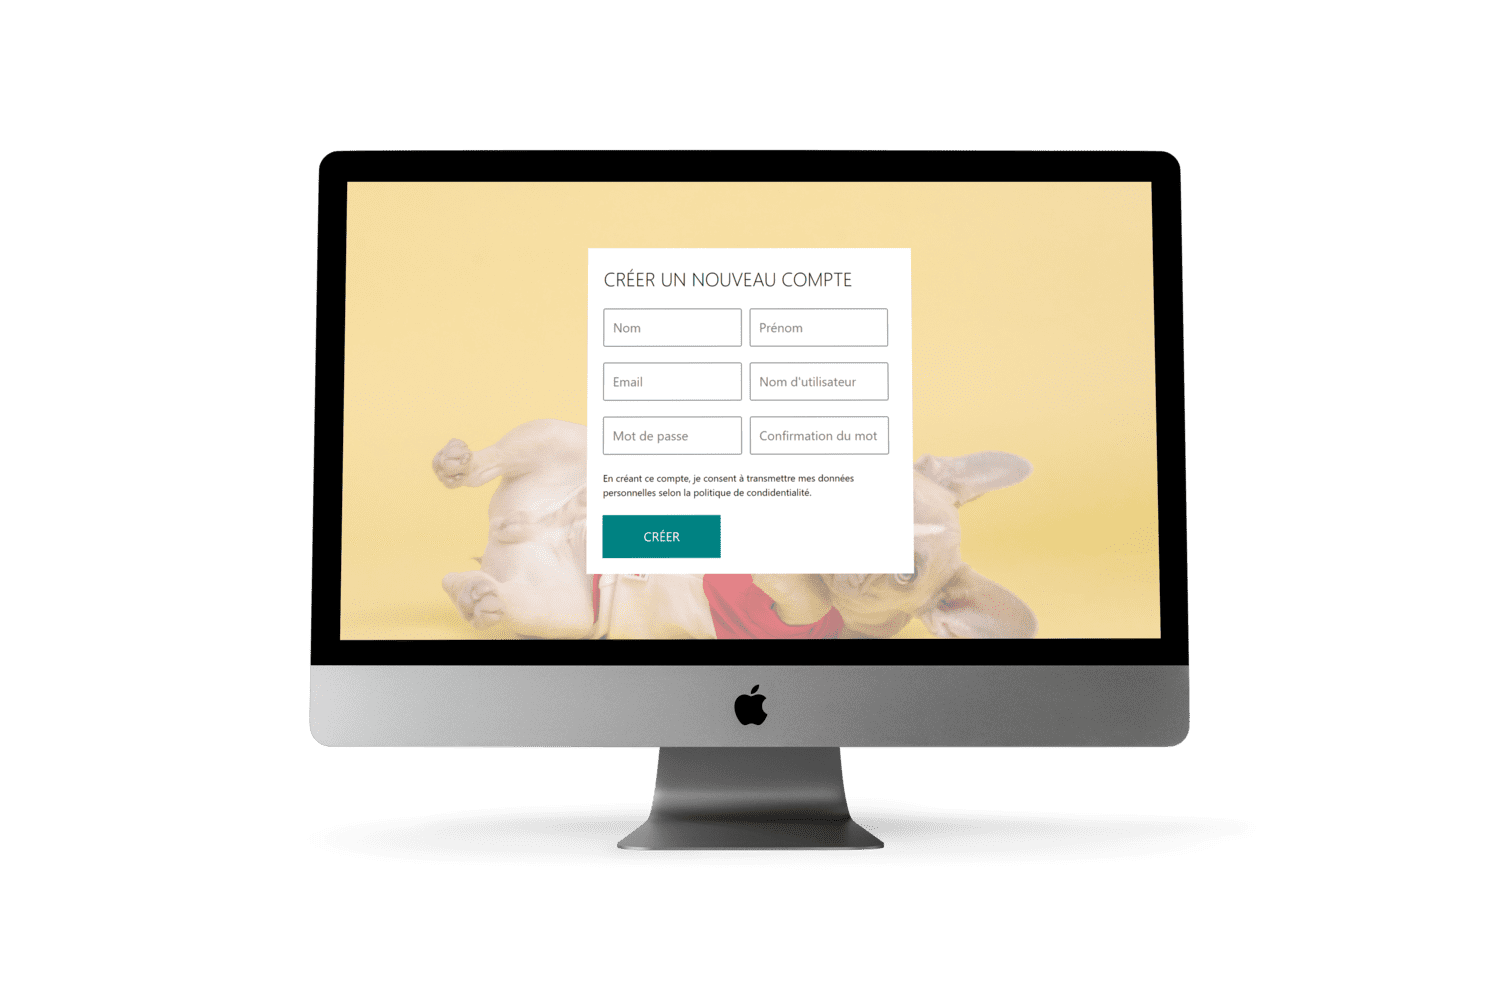 CRÉER UN NOUVEAU COMPTE
Nom
Prénom
Email
Nom d'utilisateur
Mot de passe
Confirmation du mot
En créant ce compte, je consent à transmettre mes données
personnelles selon la politique de condidentialité.
CRÉER